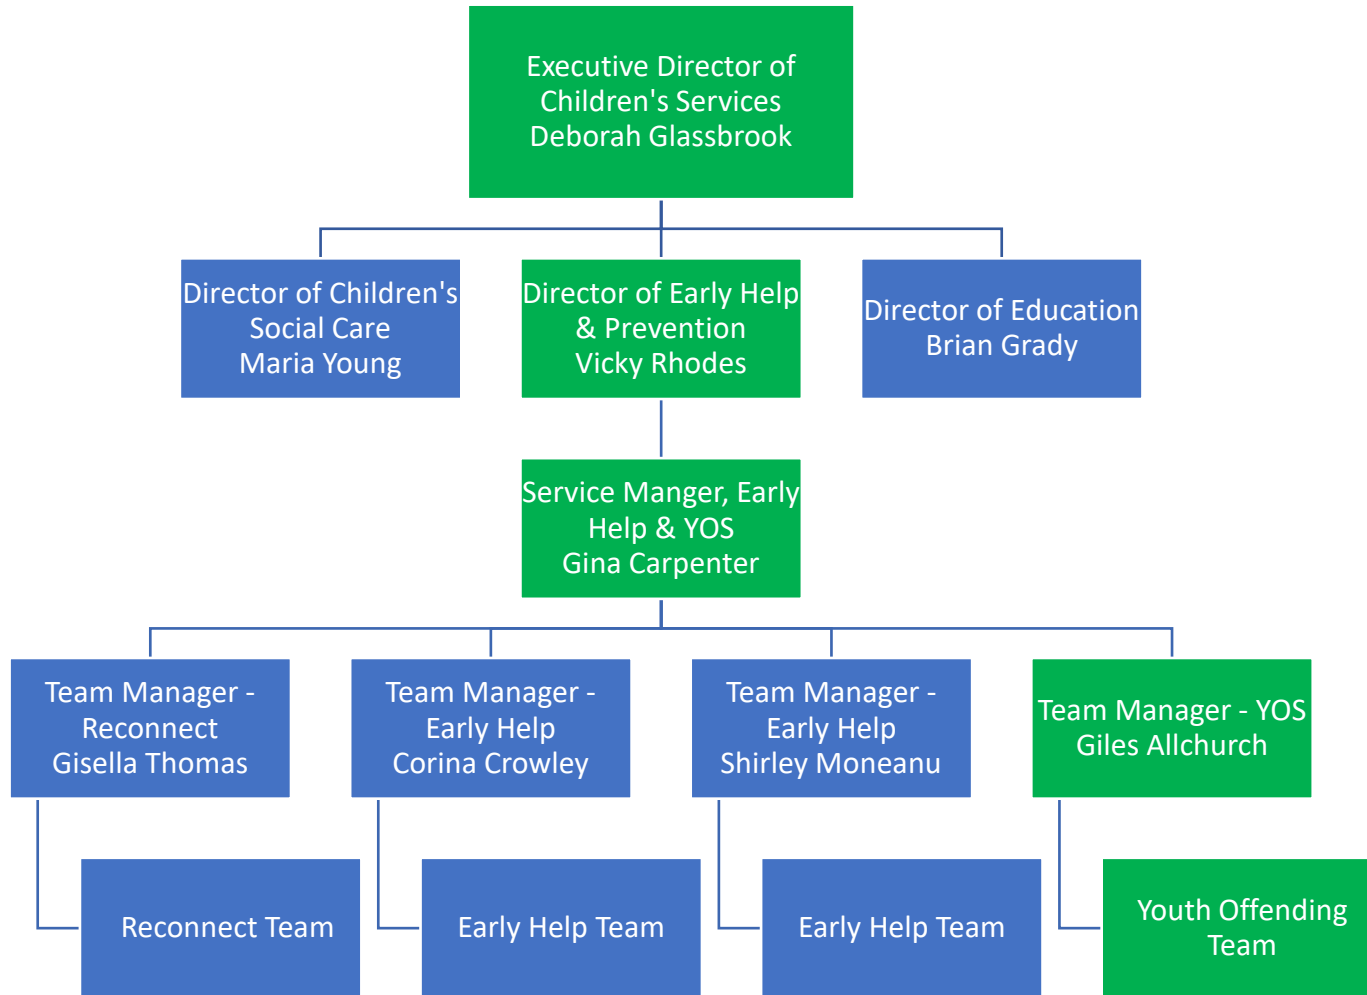 Executive Director of
Children's Services
Deborah Glassbrook
Director of Children's
Social Care
Maria Young
Director of Early Help
& Prevention
Vicky Rhodes
Director of Education
Brian Grady
Service Manger, Early
Help & YOS
Gina Carpenter
Team Manager -
Reconnect
Gisella Thomas
Team Manager -
Early Help
Corina Crowley
Team Manager -
Early Help
Shirley Moneanu
Team Manager - YOS
Giles Allchurch
Reconnect Team
Early Help Team
Early Help Team
Youth Offending
Team